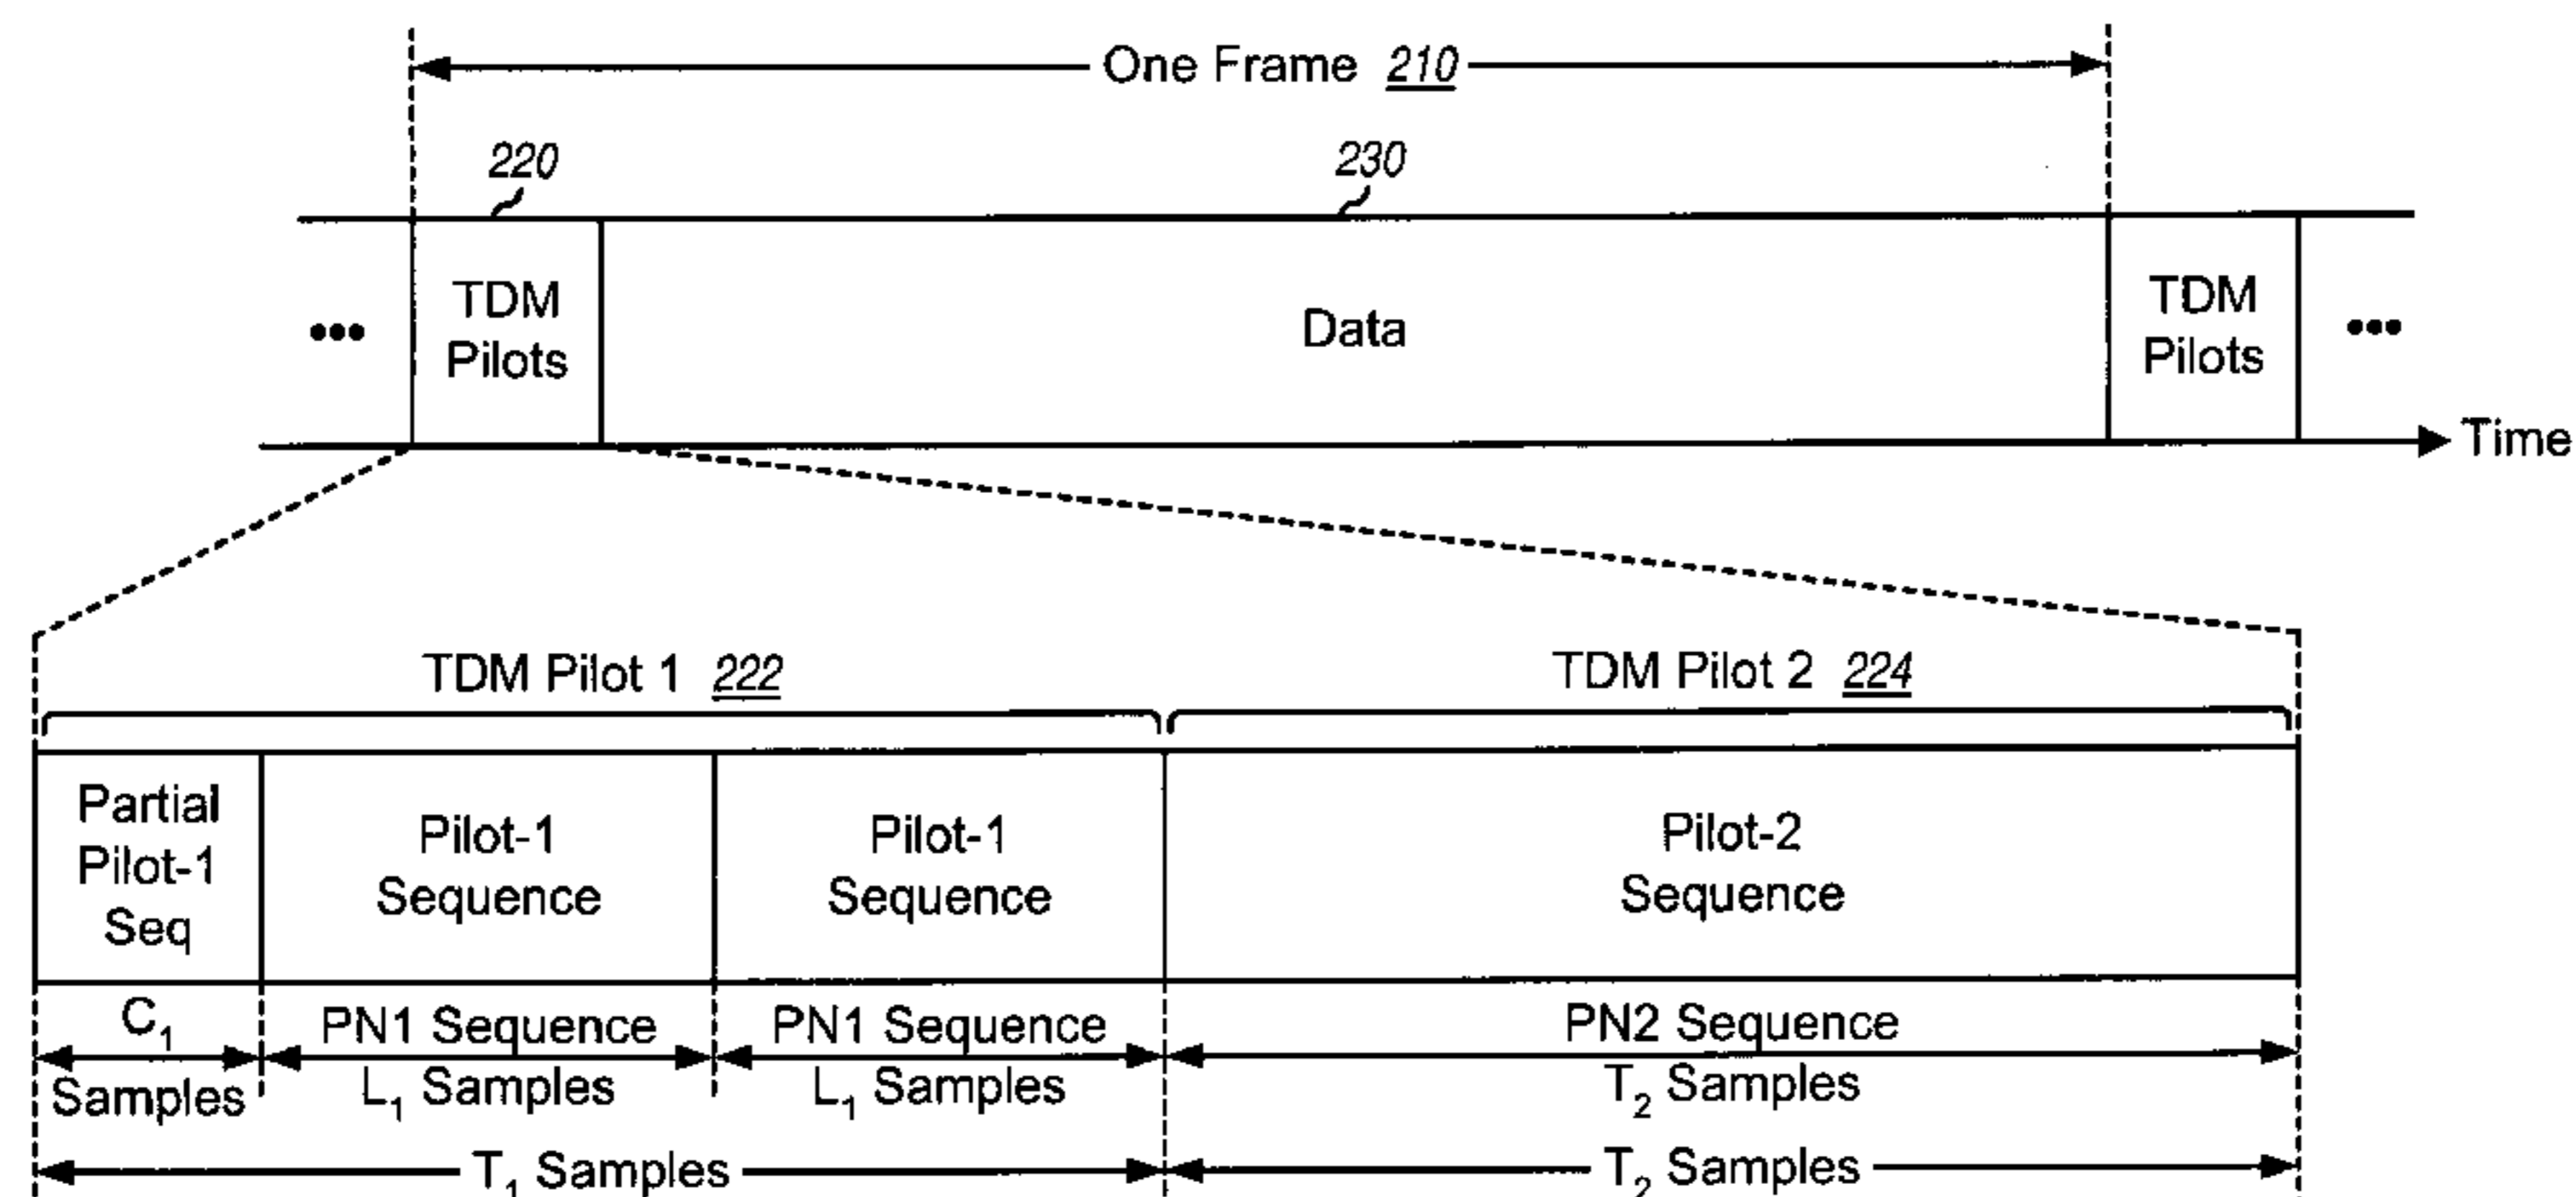 One Frame 210
220
230
•••
TDM
Pilots
Data
TDM
Pilots
•••
Time
TDM Pilot 1 222
TDM Pilot 2 224
Partial
Pilot-1
Seq
Pilot-1
Sequence
Pilot-1
Sequence
Pilot-2
Sequence
C₁
Samples
PN1 Sequence
L₁ Samples
PN1 Sequence
L₁ Samples
PN2 Sequence
T₂ Samples
T₁ Samples
T₂ Samples